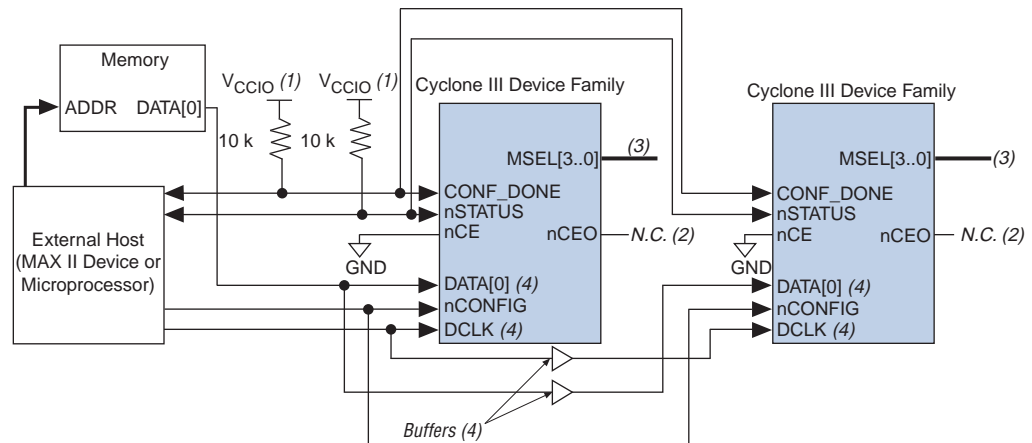 Memory
ADDR DATA[0]
VCCIO (1)
VCCIO (1)
10 k
10 k
Cyclone III Device Family
MSEL[3..0]
(3)
CONF_DONE
nSTATUS
nCE
nCEO
N.C. (2)
GND
DATA[0] (4)
nCONFIG
DCLK (4)
External Host
(MAX II Device or
Microprocessor)
Cyclone III Device Family
MSEL[3..0]
(3)
CONF_DONE
nSTATUS
nCE
nCEO
N.C. (2)
GND
DATA[0] (4)
nCONFIG
DCLK (4)
Buffers (4)